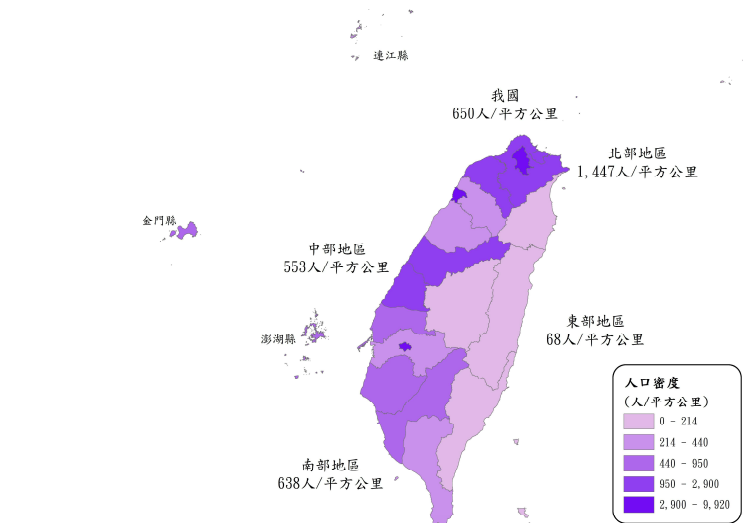 連江縣
我國
650人/平方公里
北部地區
1,447人/平方公里
金門縣
中部地區
553人/平方公里
澎湖縣
東部地區
68人/平方公里
人口密度
(人/平方公里)
0 - 214
214 - 440
440 - 950
950 - 2,900
2,900 - 9,920
南部地區
638人/平方公里